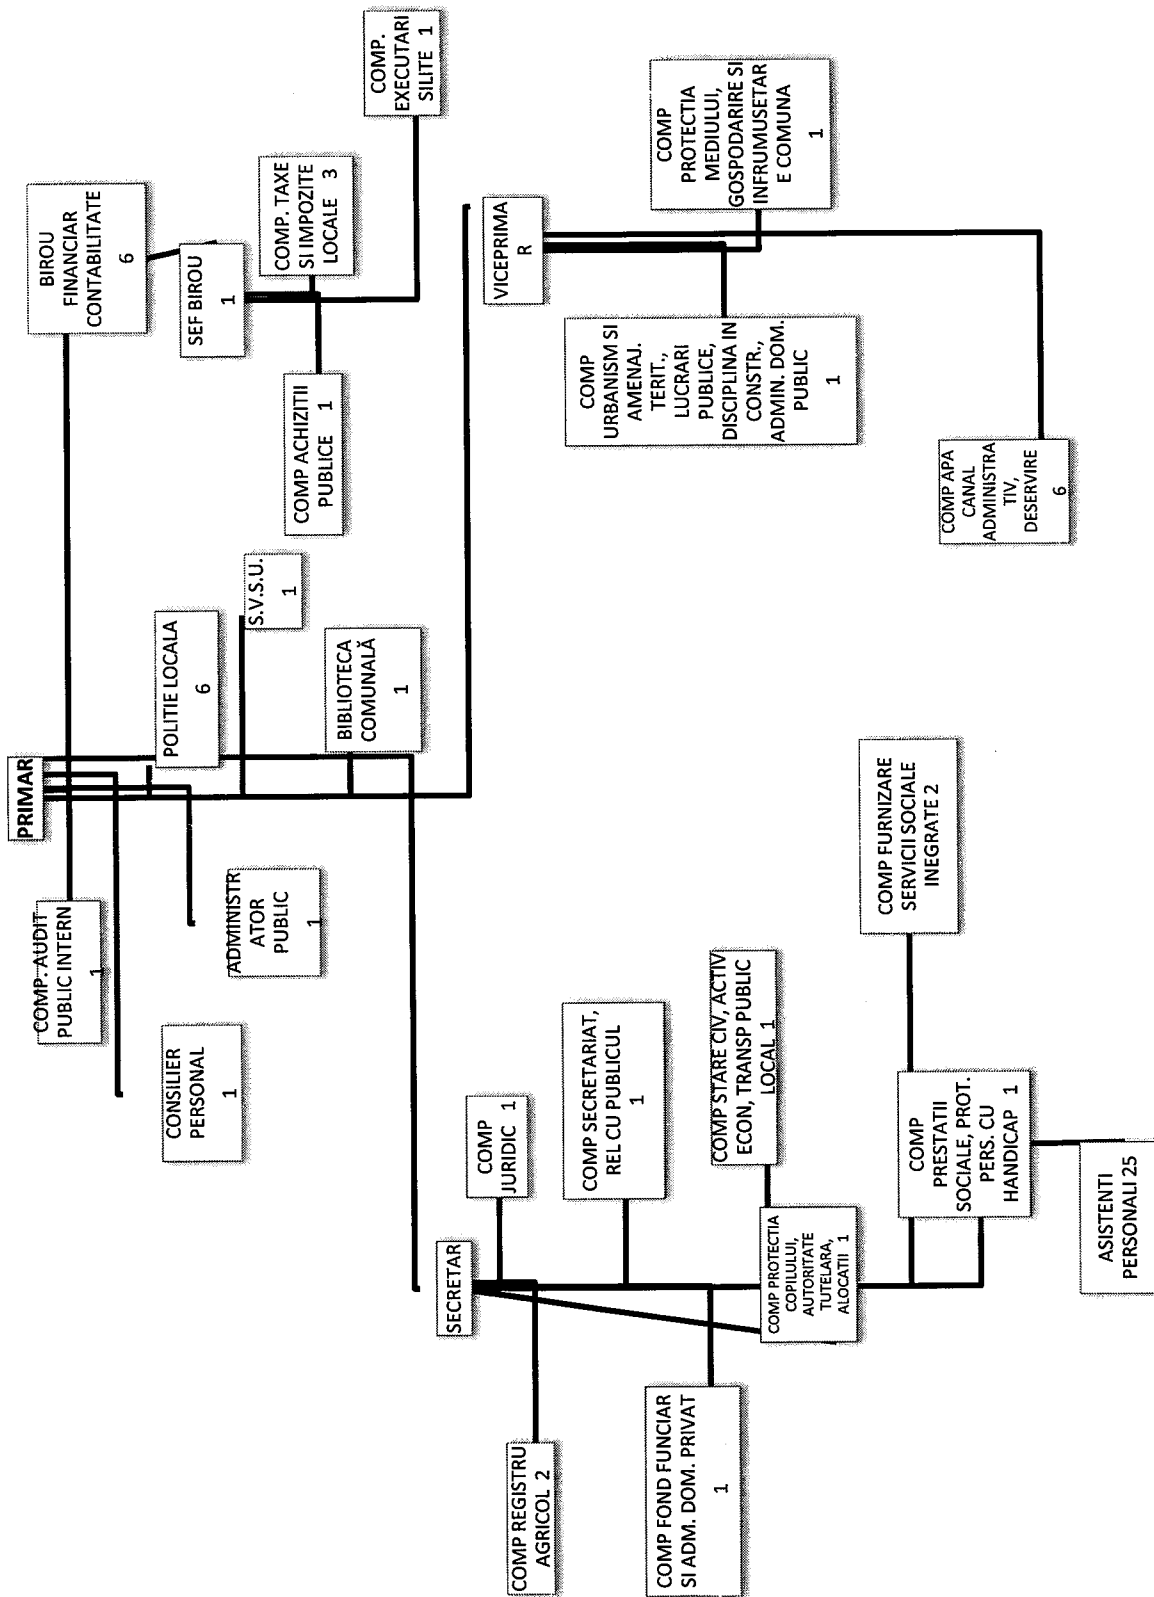 PRIMAR
COMP. AUDIT
PUBLIC INTERN
1
BIROU
FINANCIAR
CONTABILITATE
6
CONSILIER
PERSONAL
1
ADMINISTR
ATOR
PUBLIC
1
POLITIE LOCALA
6
SEF BIROU
1
S.V.S.U.
1
COMP. TAXE
SI IMPOZITE
LOCALE 3
COMP ACHIZITII
PUBLICE 1
COMP.
EXECUTARI
SILITE 1
BIBLIOTECA
COMUNALĂ
1
SECRETAR
VICEPRIMA
R
COMP
JURIDIC 1
COMP REGISTRU
AGRICOL 2
COMP SECRETARIAT,
REL CU PUBLICUL
1
COMP
URBANISM SI
AMENAJ.
TERIT.,
LUCRARI
PUBLICE,
DISCIPLINA IN
CONSTR.,
ADMIN. DOM.
PUBLIC
1
COMP
PROTECTIA
MEDIULUI,
GOSPODARIRE SI
INFRUMUSETAR
E COMUNA
1
COMP FOND FUNCIAR
SI ADM. DOM. PRIVAT
1
COMP STARE CIV, ACTIV
ECON, TRANSP PUBLIC
LOCAL 1
COMP PROTECTIA
COPILULUI,
AUTORITATE
TUTELARA,
ALOCATII 1
COMP FURNIZARE
SERVICII SOCIALE
INEGRATE 2
COMP
PRESTATII
SOCIALE, PROT.
PERS. CU
HANDICAP 1
COMP APA
CANAL
ADMINISTRA
TIV,
DESERVIRE
6
ASISTENTI
PERSONALI 25